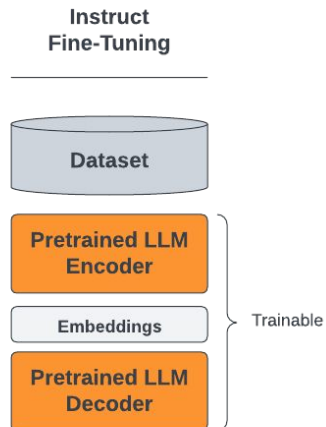 Instruct
Fine-Tuning
Dataset
Pretrained LLM
Encoder
Embeddings
Trainable
Pretrained LLM
Decoder